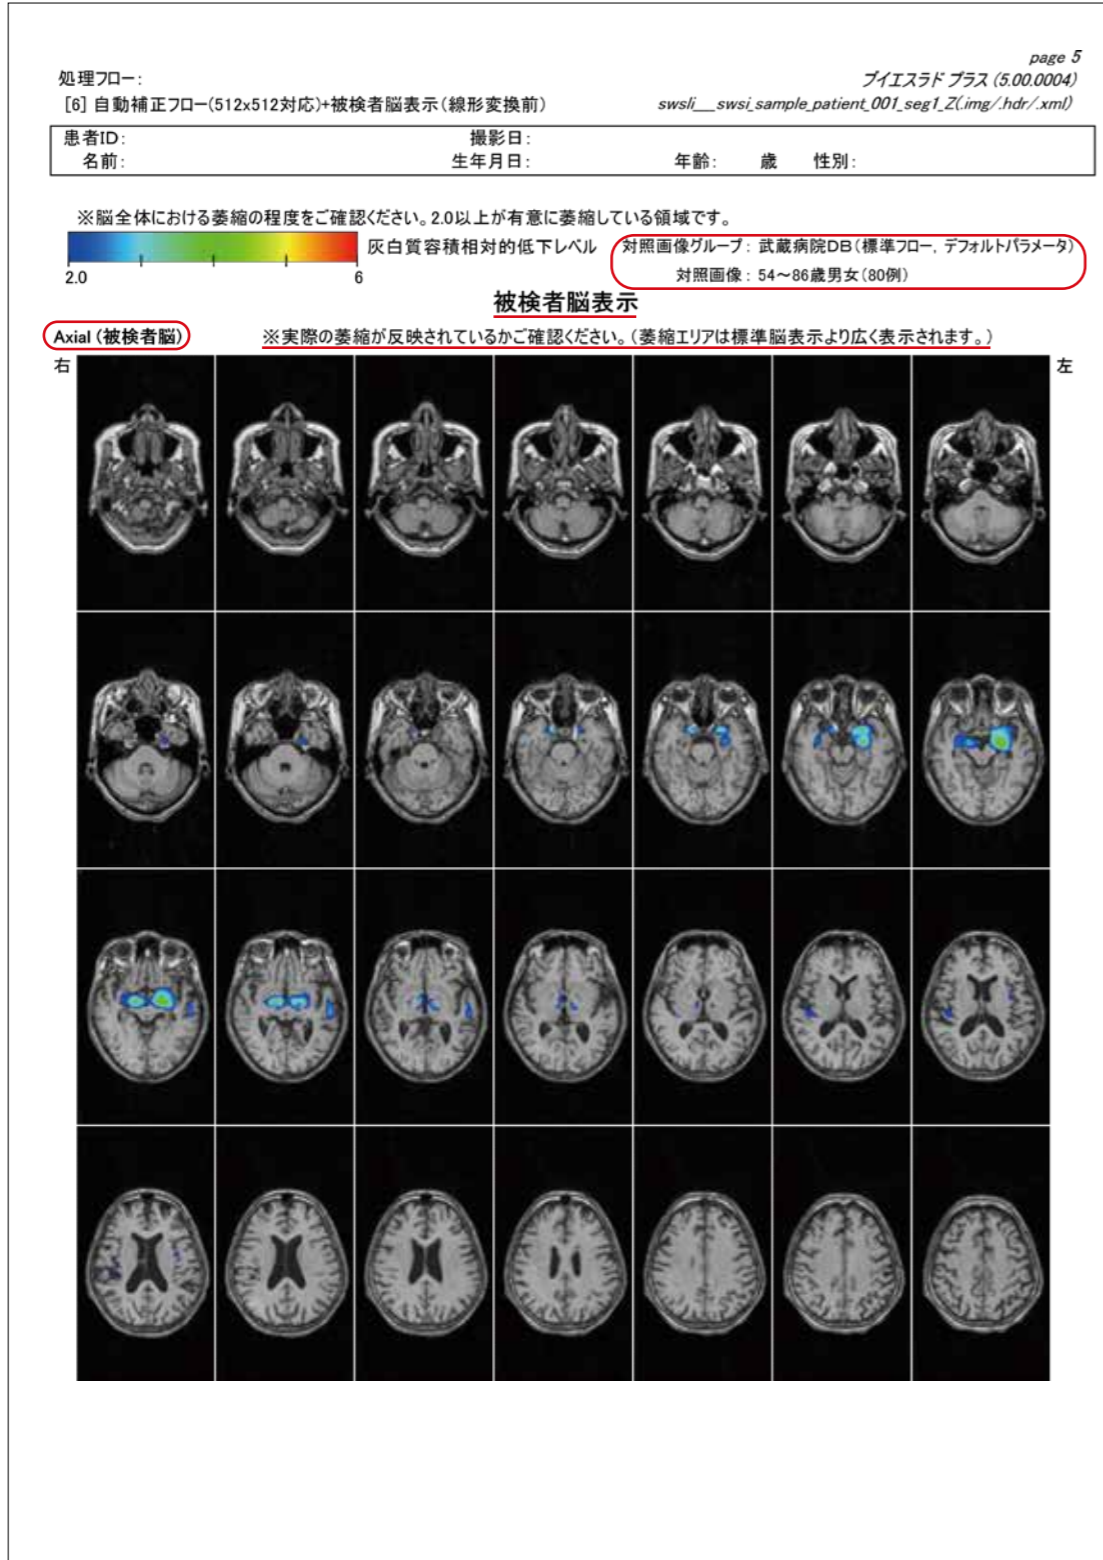 page 5
処理フロー:
ブイエスラド プラス (5.00.0004)
[6] 自動補正フロー(512x512対応)+被検者脳表示(線形変換前)
swsli___swsi_sample_patient_001_seg1_Z(.img/.hdr/.xml)
患者ID:
撮影日:
名前:
生年月日:
年齢: 歳 性別:
※脳全体における萎縮の程度をご確認ください。2.0以上が有意に萎縮している領域です。
灰白質容積相対的低下レベル
対照画像グループ: 武蔵病院DB(標準フロー, デフォルトパラメータ)
2.0
6
対照画像: 54〜86歳男女(80例)
被検者脳表示
Axial (被検者脳)
※実際の萎縮が反映されているかご確認ください。(萎縮エリアは標準脳表示より広く表示されます。)
右
左